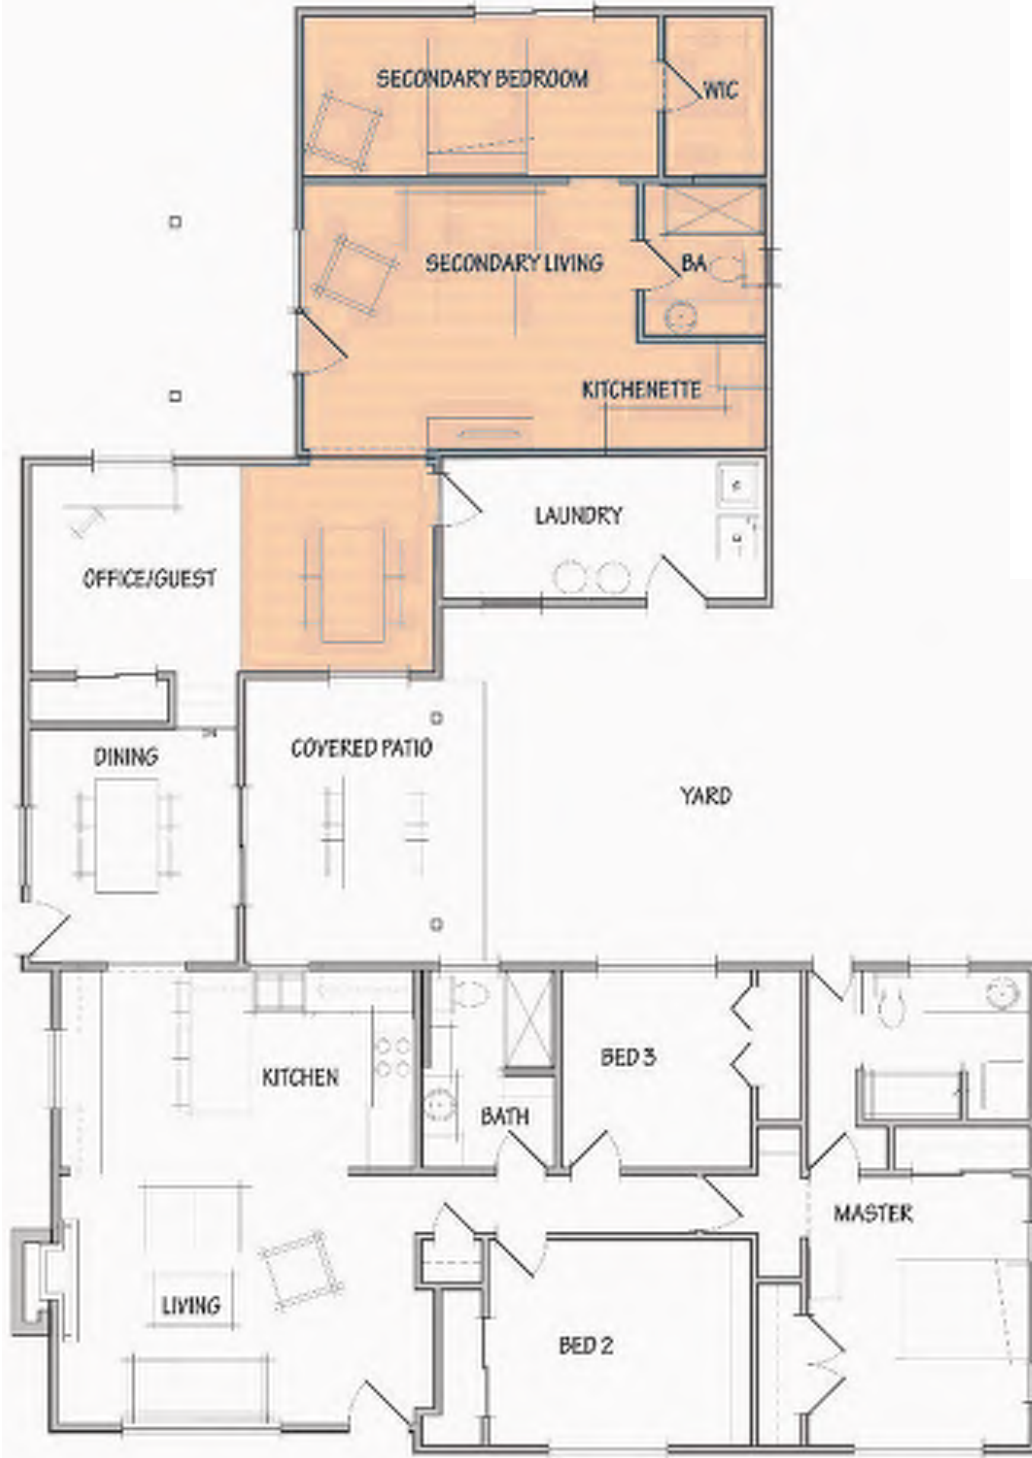 SECONDARY BEDROOM
WIC
SECONDARY LIVING
BA
KITCHENETTE
LAUNDRY
OFFICE/GUEST
DINING
COVERED PATIO
YARD
KITCHEN
BED 3
BATH
MASTER
LIVING
BED 2